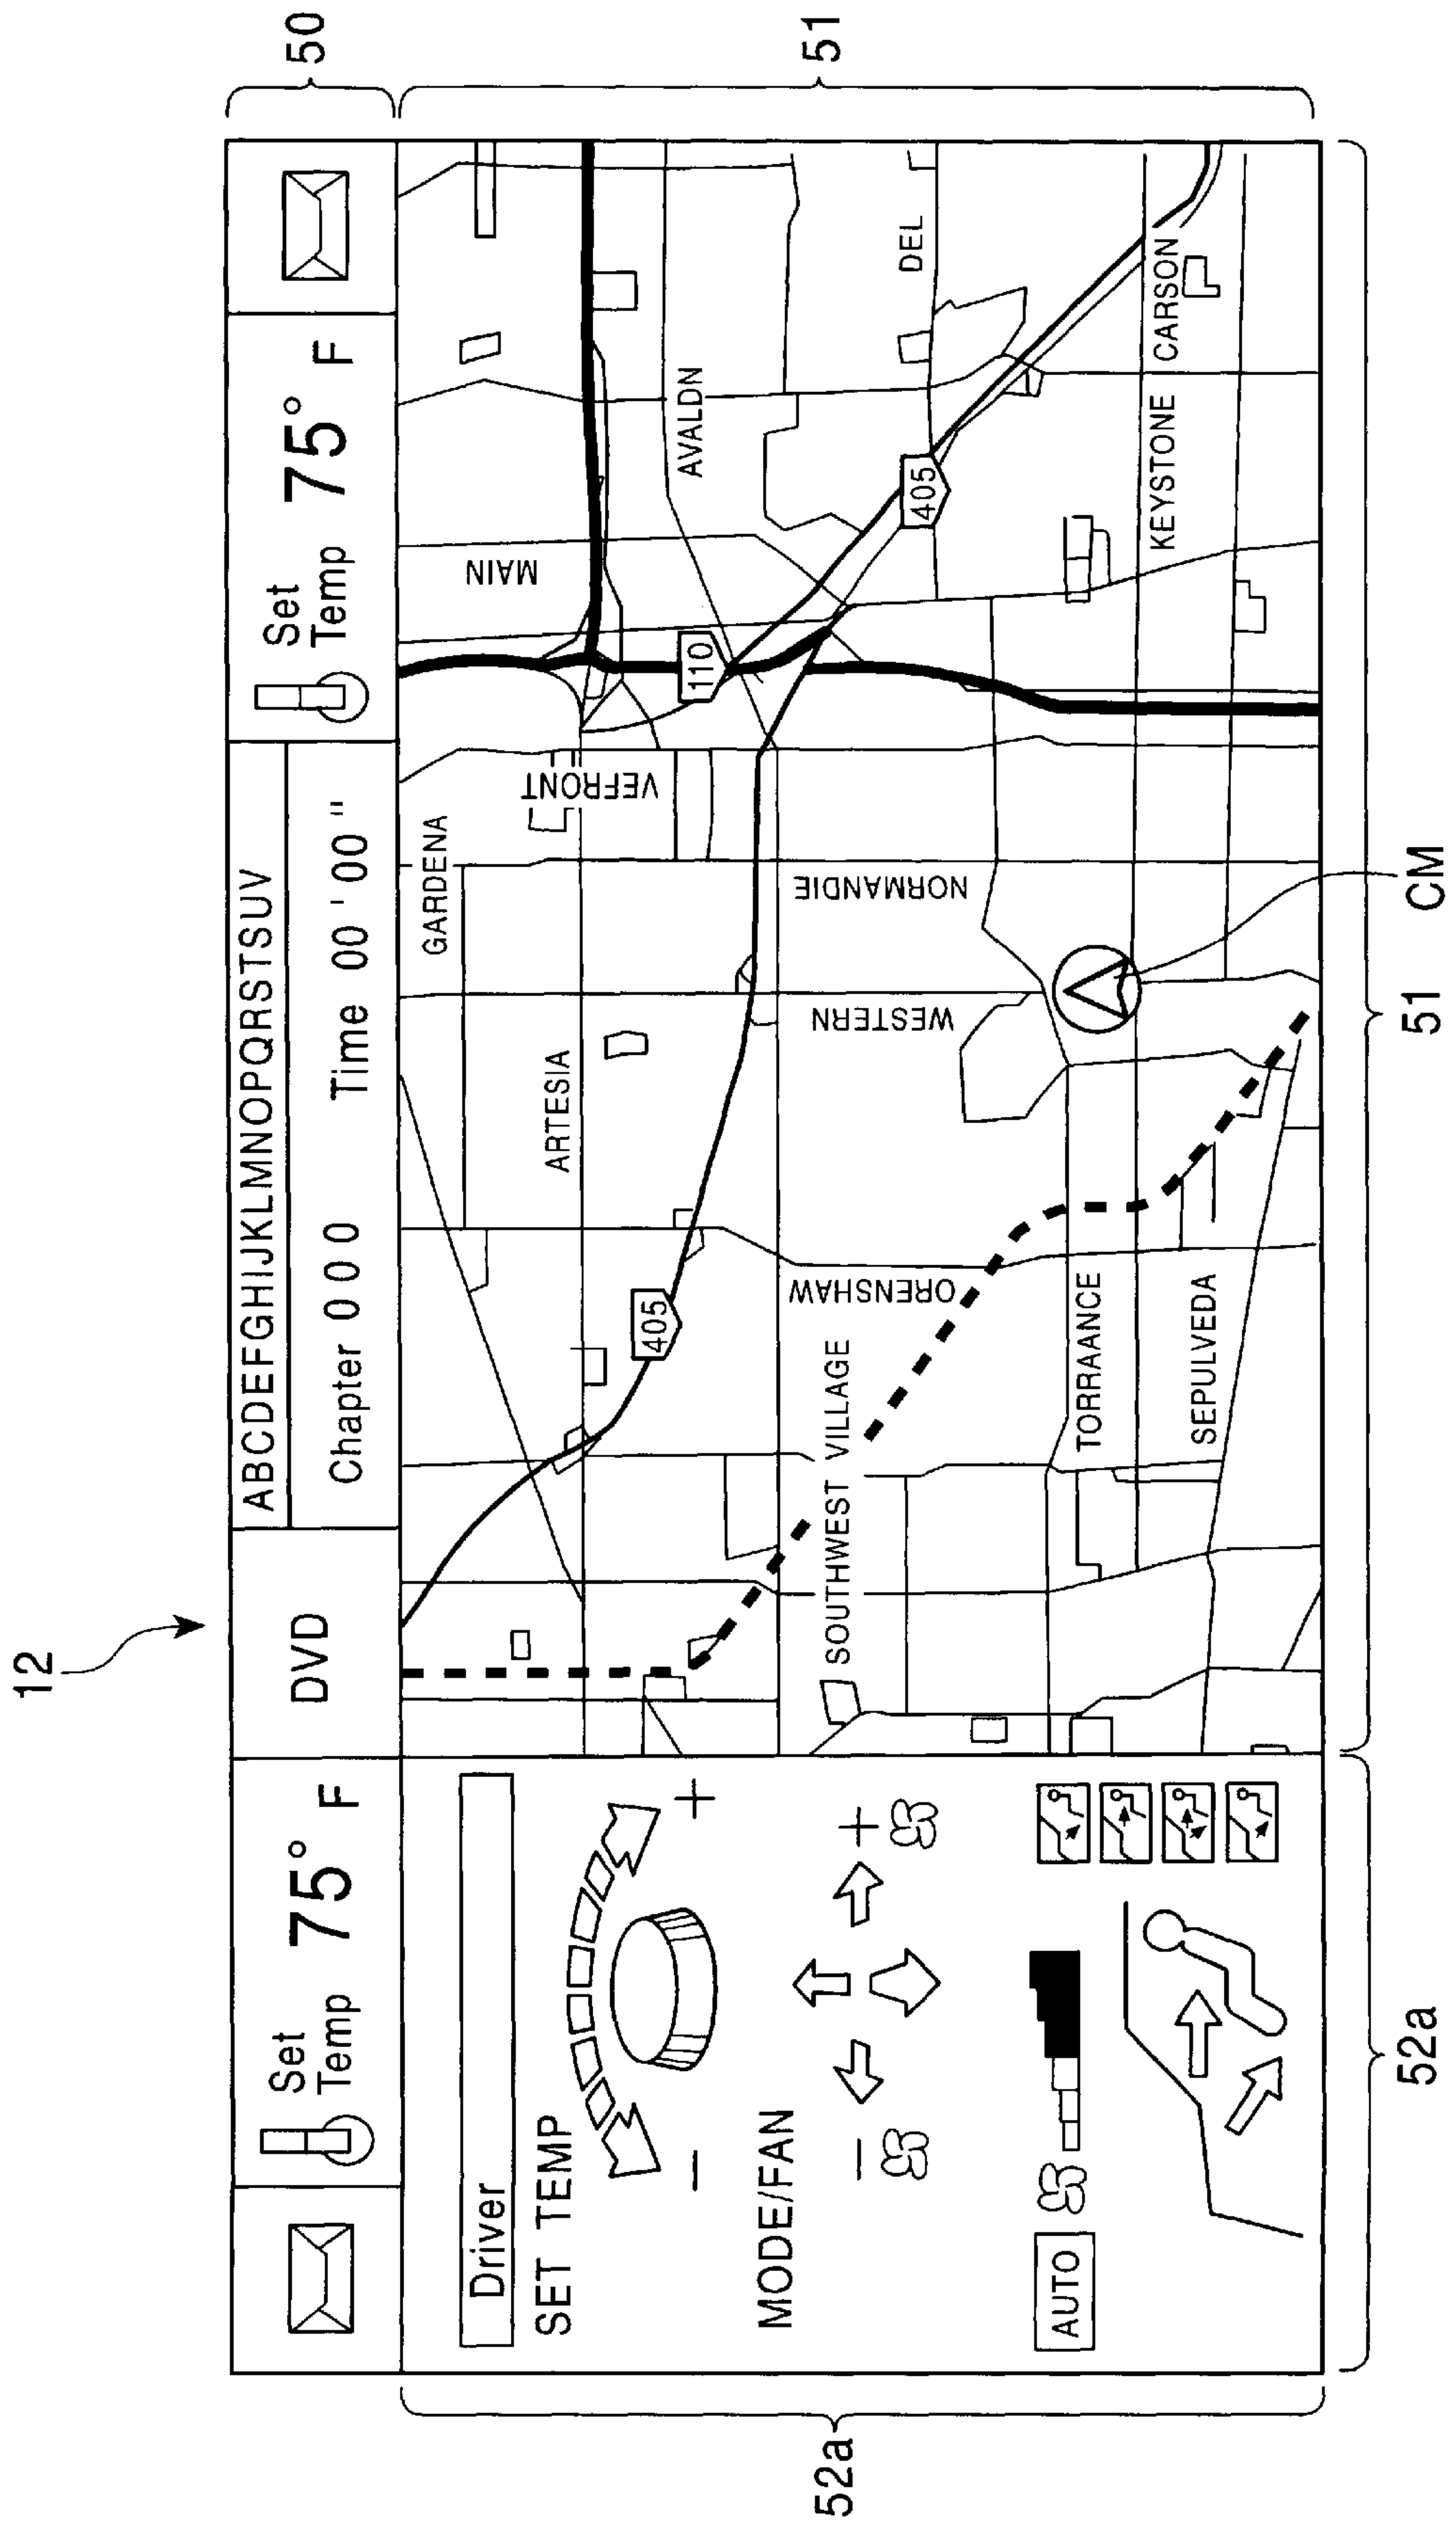 12
Set
Temp 75° F
DVD
ABCDEFGHIJKLMNOPQRSTSUV
Chapter 0 0 0 Time 00 ' 00 "
Set
Temp 75° F
50
Driver
SET TEMP
− +
MODE/FAN
− +
AUTO
GARDENA
MAIN
ARTESIA
VEFRONT
405
110
AVALDN
SOUTHWEST VILLAGE
ORENSHAW
WESTERN
NORMANDIE
405
DEL
TORRAANCE
KEYSTONE
CARSON
SEPULVEDA
52a
51
52a
51
CM